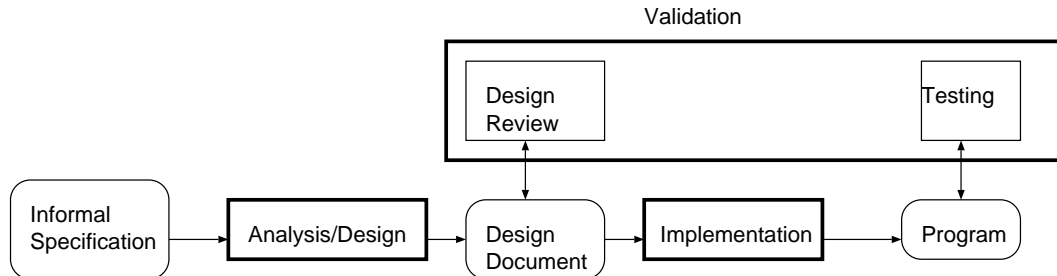 Validation
Design
Review
Testing
Informal
Specification
Analysis/Design
Design
Document
Implementation
Program